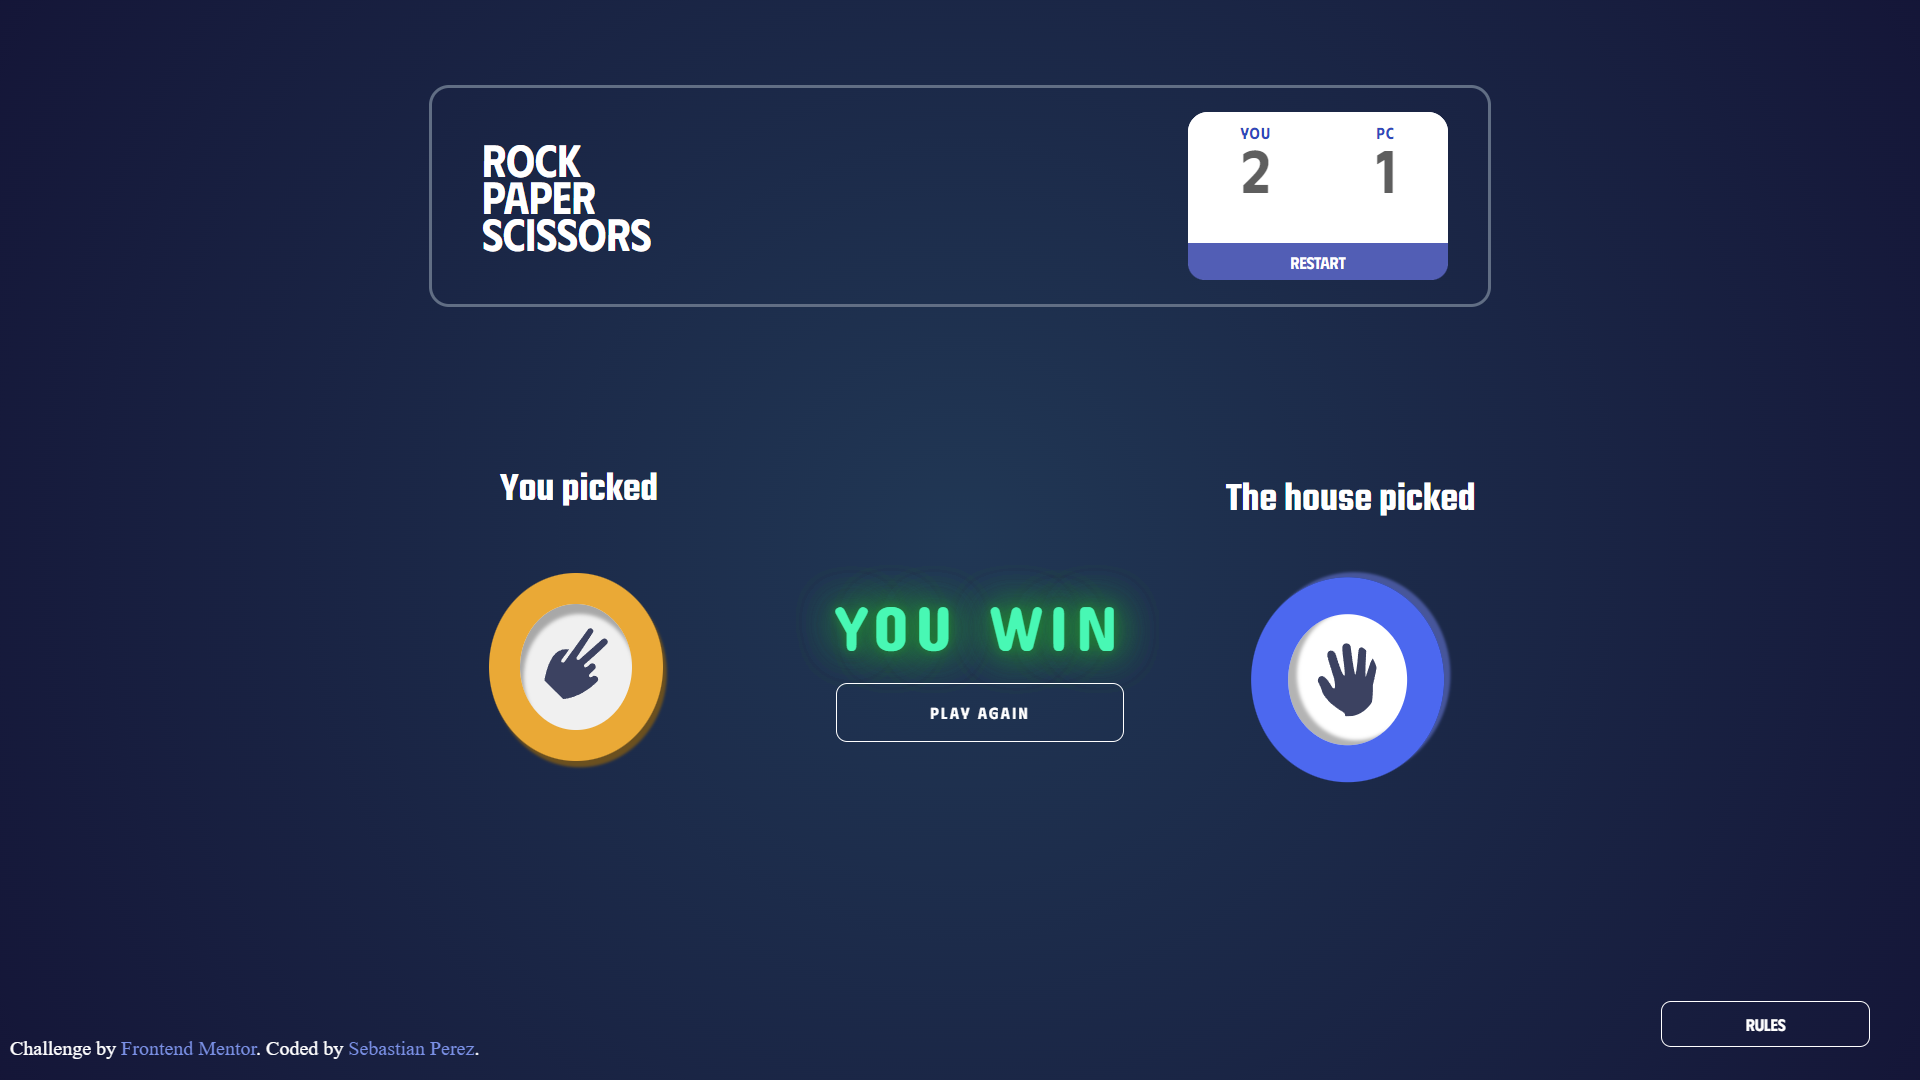 ROCK
PAPER
SCISSORS
YOU PC
2 1
RESTART
You picked
The house picked
YOU WIN
PLAY AGAIN
RULES
Challenge by Frontend Mentor. Coded by Sebastian Perez.